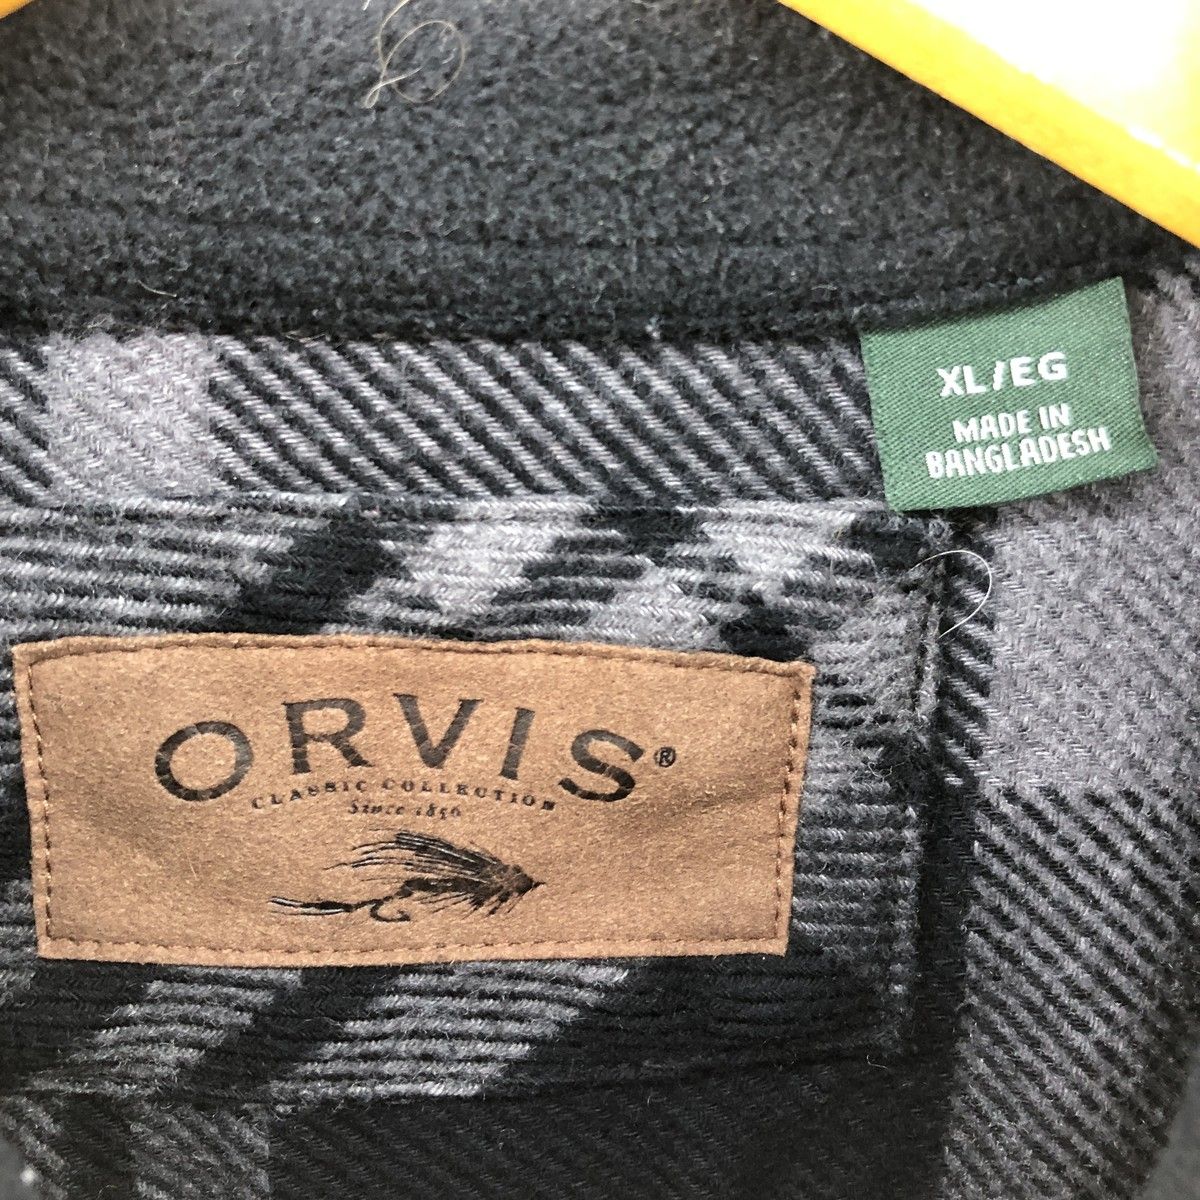 XL/EG
MADE IN
BANGLADESH
ORVIS®
CLASSIC COLLECTION
Since 1856